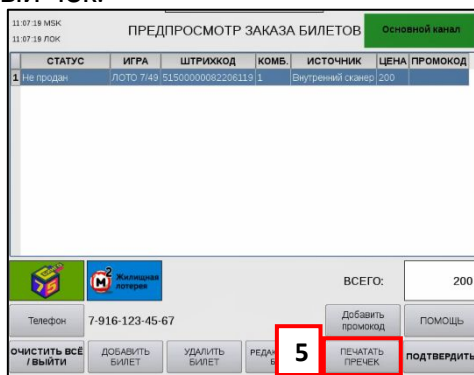 11:07:19 MSK
11:07:19 ЛОК
ПРЕДПРОСМОТР ЗАКАЗА БИЛЕТОВ
Основной канал
СТАТУС ИГРА ШТРИХКОД КОМБ. ИСТОЧНИК ЦЕНА ПРОМОКОД
1 Не продан ЛОТО 7/49 51500000082206119 1 Внутренний сканер 200
Жилищная лотерея
ВСЕГО: 200
Телефон 7-916-123-45-67
Добавить промокод
ПОМОЩЬ
ОЧИСТИТЬ ВСЁ / ВЫЙТИ
ДОБАВИТЬ БИЛЕТ
УДАЛИТЬ БИЛЕТ
5
ПЕЧАТАТЬ ПРЕЧЕК
ПОДТВЕРДИТЬ